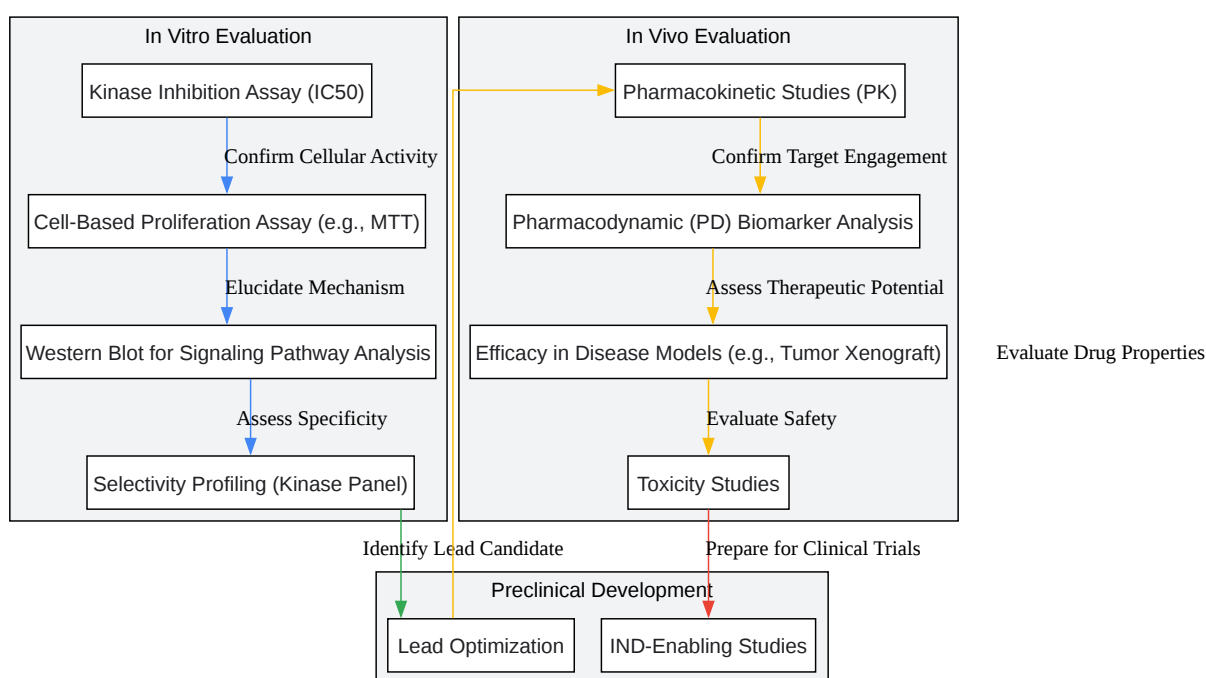 In Vitro Evaluation
Kinase Inhibition Assay (IC50)
Confirm Cellular Activity
Cell-Based Proliferation Assay (e.g., MTT)
Elucidate Mechanism
Western Blot for Signaling Pathway Analysis
Assess Specificity
Selectivity Profiling (Kinase Panel)
Identify Lead Candidate
In Vivo Evaluation
Pharmacokinetic Studies (PK)
Confirm Target Engagement
Pharmacodynamic (PD) Biomarker Analysis
Assess Therapeutic Potential
Efficacy in Disease Models (e.g., Tumor Xenograft)
Evaluate Safety
Toxicity Studies
Prepare for Clinical Trials
Evaluate Drug Properties
Preclinical Development
Lead Optimization
IND-Enabling Studies